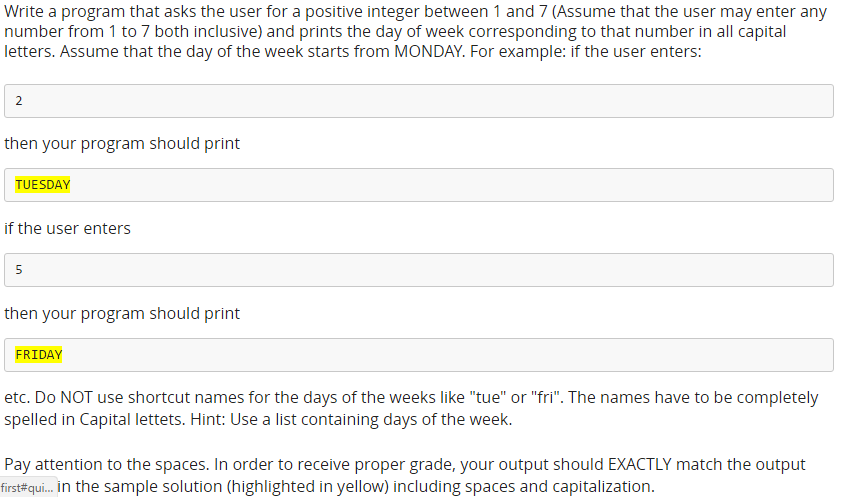 Write a program that asks the user for a positive integer between 1 and 7 (Assume that the user may enter any
number from 1 to 7 both inclusive) and prints the day of week corresponding to that number in all capital
letters. Assume that the day of the week starts from MONDAY. For example: if the user enters:
2
then your program should print
TUESDAY
if the user enters
5
then your program should print
FRIDAY
etc. Do NOT use shortcut names for the days of the weeks like "tue" or "fri". The names have to be completely
spelled in Capital lettets. Hint: Use a list containing days of the week.
Pay attention to the spaces. In order to receive proper grade, your output should EXACTLY match the output
first#qui... in the sample solution (highlighted in yellow) including spaces and capitalization.